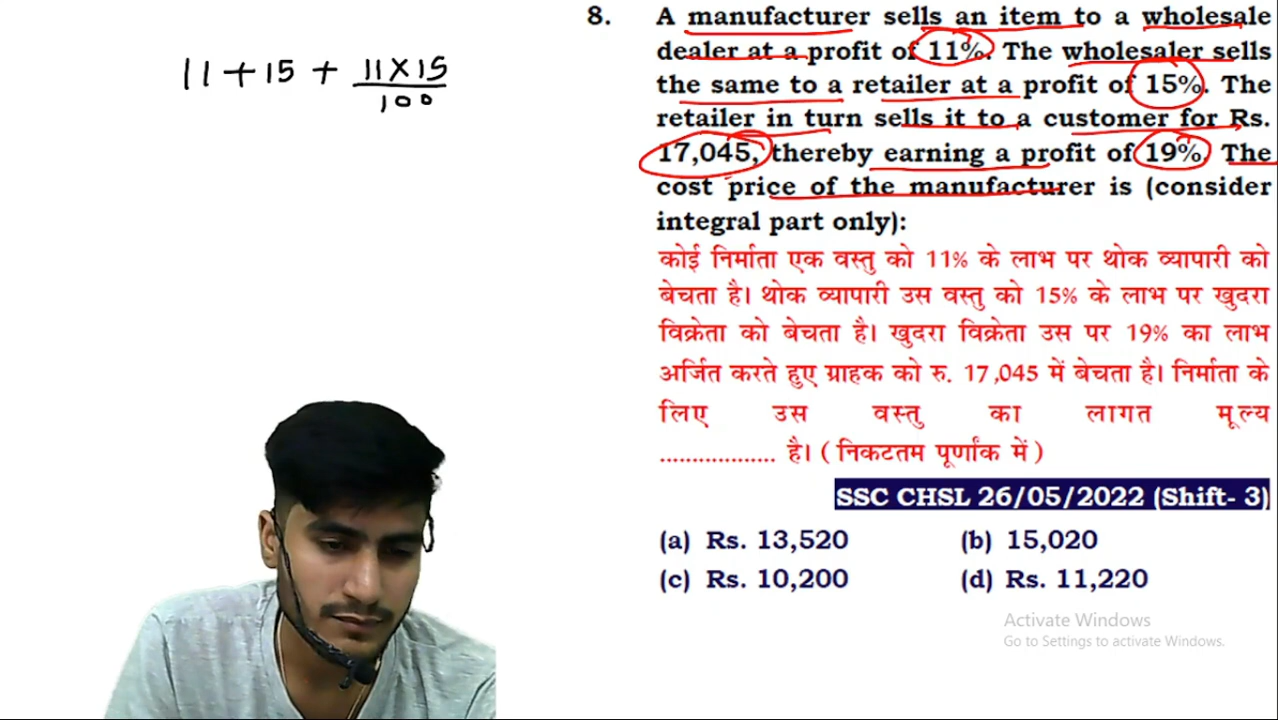 11 + 15 + 11 × 15 / 100
8. A manufacturer sells an item to a wholesale
dealer at a profit of 11%. The wholesaler sells
the same to a retailer at a profit of 15%. The
retailer in turn sells it to a customer for Rs.
17,045, thereby earning a profit of 19%. The
cost price of the manufacturer is (consider
integral part only):
कोई निर्माता एक वस्तु को 11% के लाभ पर थोक व्यापारी को
बेचता है। थोक व्यापारी उस वस्तु को 15% के लाभ पर खुदरा
विक्रेता को बेचता है। खुदरा विक्रेता उस पर 19% का लाभ
अर्जित करते हुए ग्राहक को रु. 17,045 में बेचता है। निर्माता के
लिए उस वस्तु का लागत मूल्य
.................. है। ( निकटतम पूर्णांक में )
SSC CHSL 26/05/2022 (Shift- 3)
(a) Rs. 13,520 (b) 15,020
(c) Rs. 10,200 (d) Rs. 11,220
Activate Windows
Go to Settings to activate Windows.